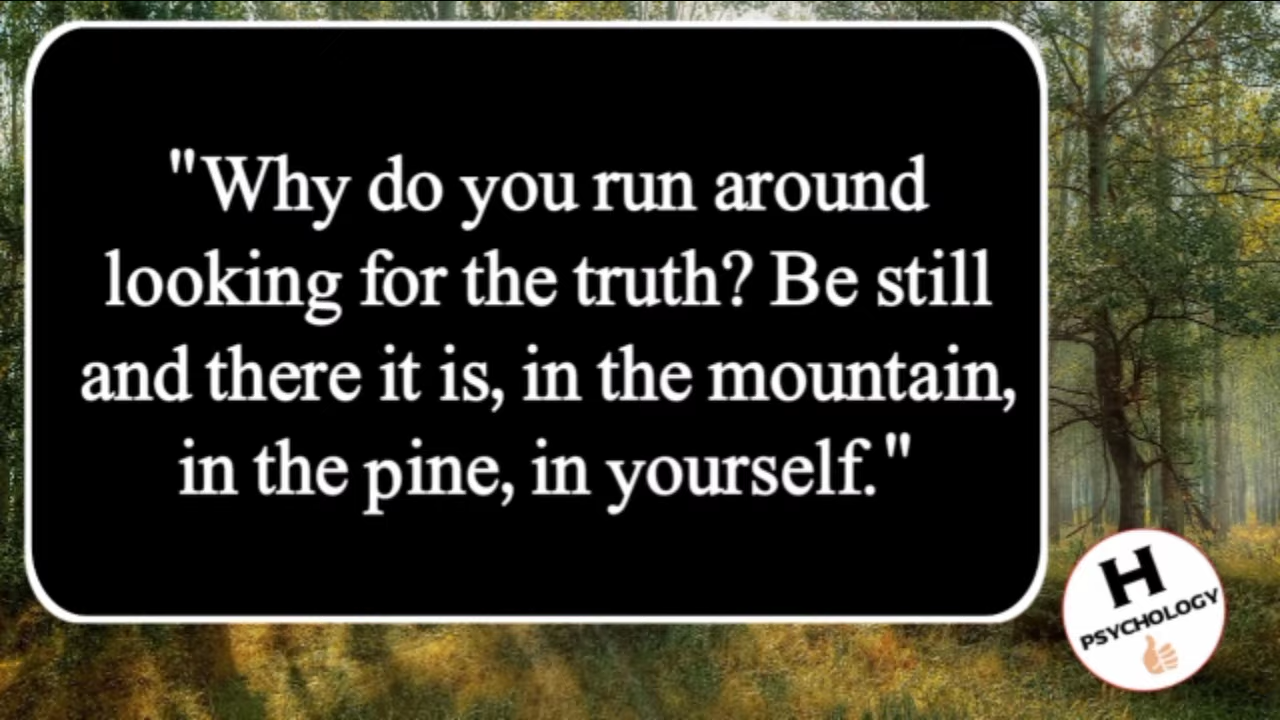 "Why do you run around
looking for the truth? Be still
and there it is, in the mountain,
in the pine, in yourself."
H
PSYCHOLOGY